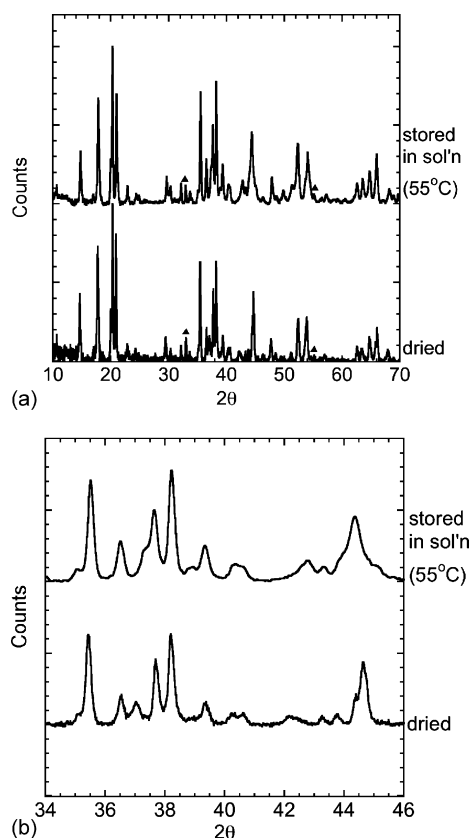 Counts
stored
in sol'n
(55°C)
dried
10 20 30 40 50 60 70
2θ
(a)
Counts
stored
in sol'n
(55°C)
dried
34 36 38 40 42 44 46
2θ
(b)